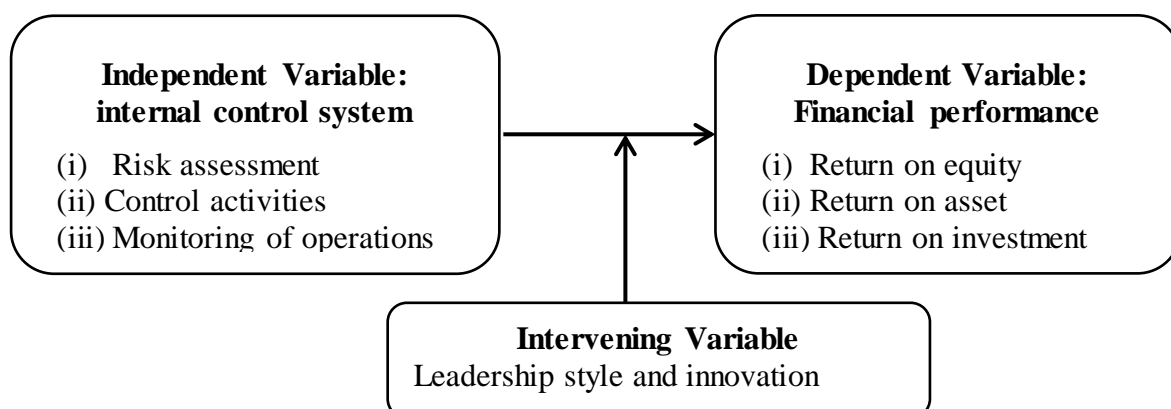 Independent Variable:
internal control system
(i) Risk assessment
(ii) Control activities
(iii) Monitoring of operations
Dependent Variable:
Financial performance
(i) Return on equity
(ii) Return on asset
(iii) Return on investment
Intervening Variable
Leadership style and innovation